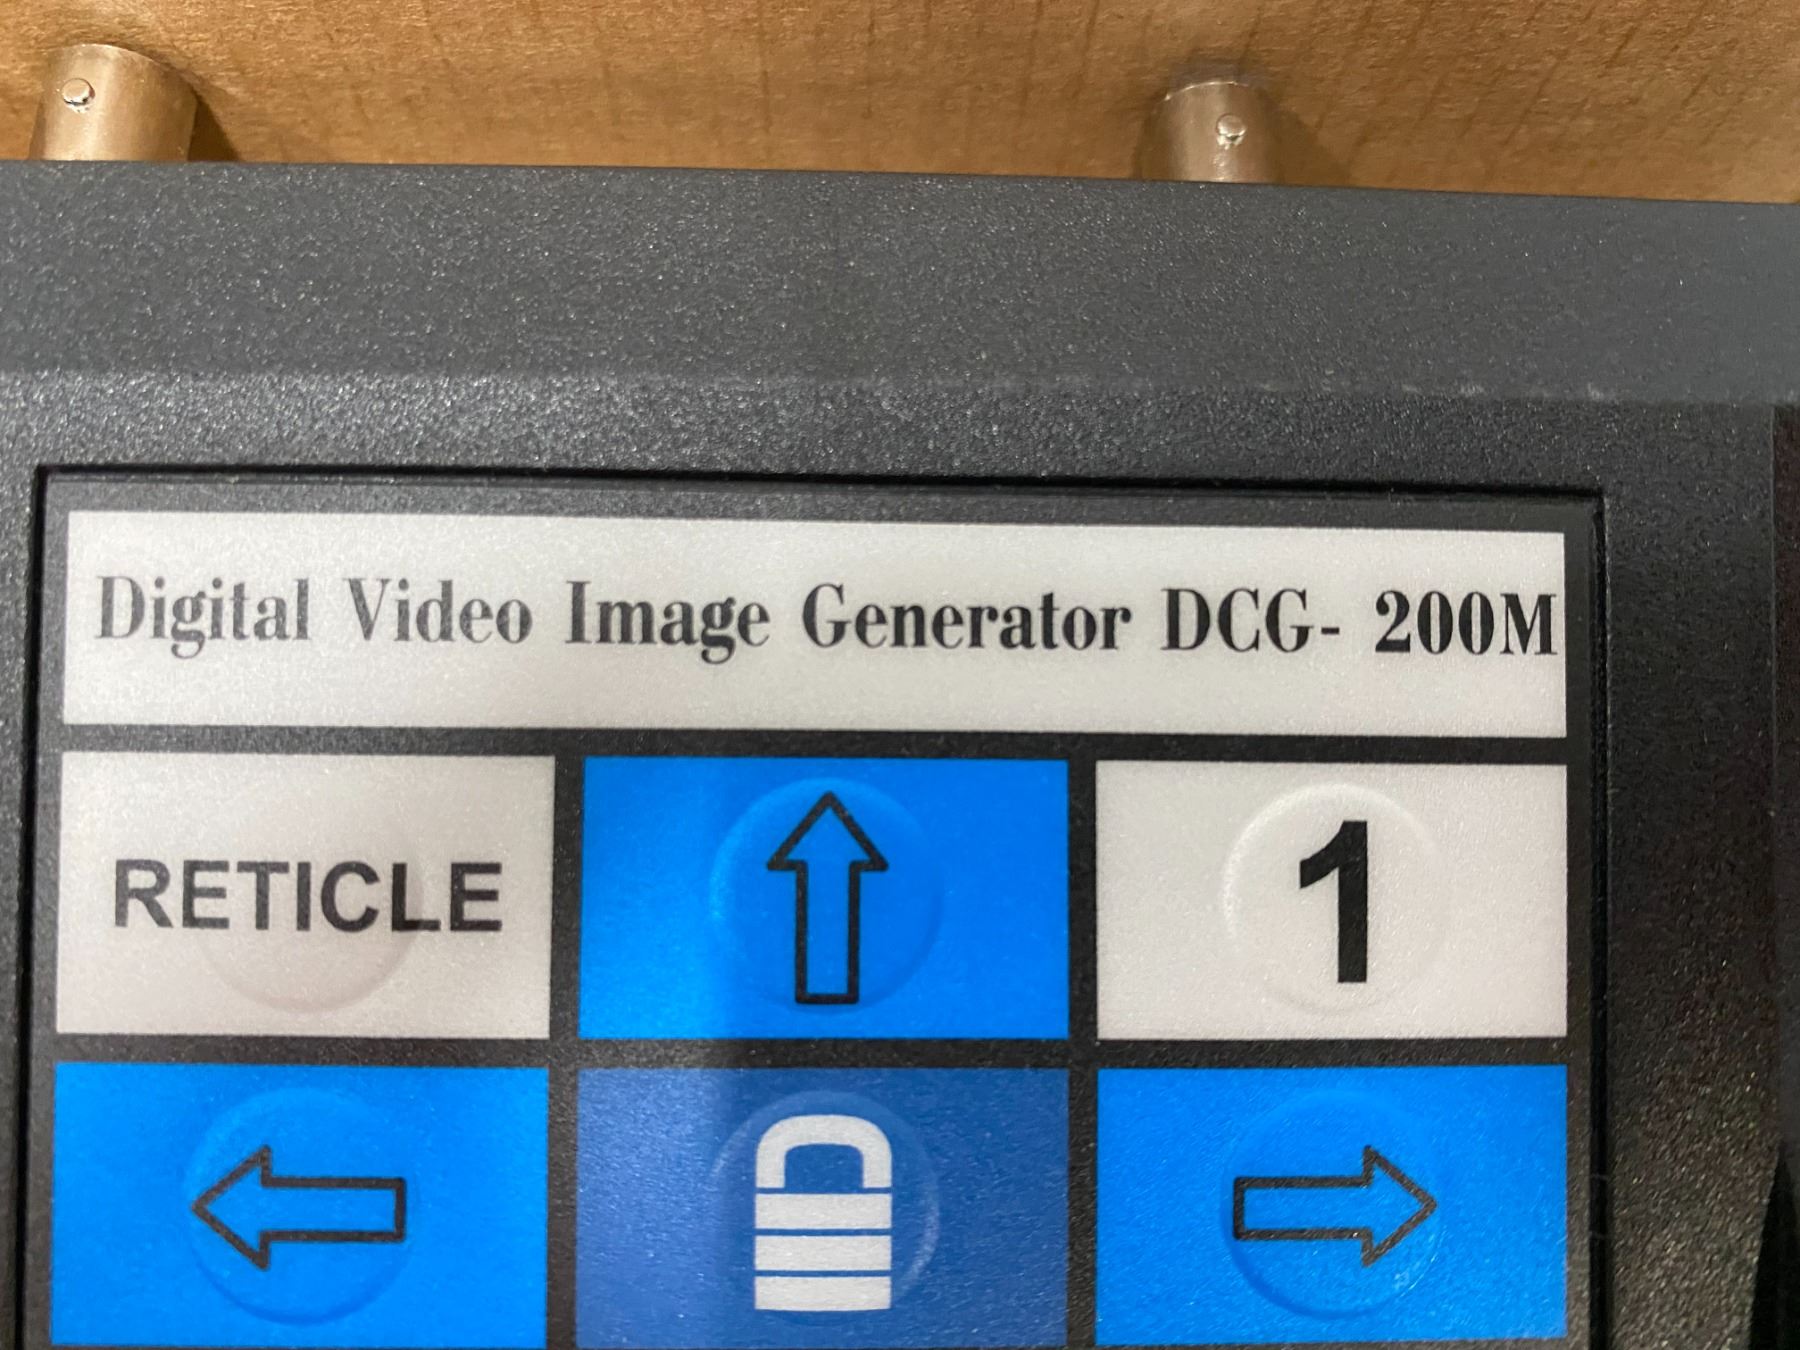 Digital Video Image Generator DCG- 200M
RETICLE
1